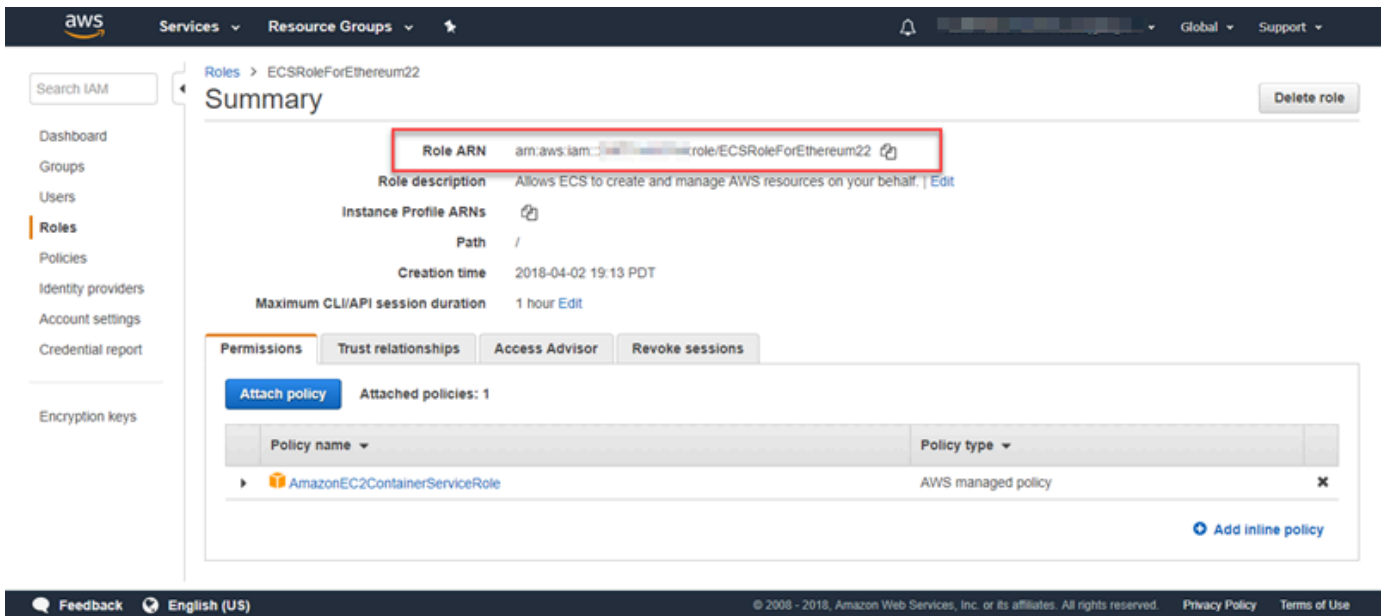 aws Services Resource Groups Global Support
Roles > ECSRoleForEthereum22
Search IAM
Summary
Delete role
Dashboard
Groups
Users
Roles
Policies
Identity providers
Account settings
Credential report
Encryption keys
Role ARN arn:aws:iam: :role/ECSRoleForEthereum22
Role description Allows ECS to create and manage AWS resources on your behalf. | Edit
Instance Profile ARNs
Path /
Creation time 2018-04-02 19:13 PDT
Maximum CLI/API session duration 1 hour Edit
Permissions Trust relationships Access Advisor Revoke sessions
Attach policy Attached policies: 1
Policy name Policy type
AmazonEC2ContainerServiceRole AWS managed policy
Add inline policy
Feedback English (US) © 2008 - 2018, Amazon Web Services, Inc. or its affiliates. All rights reserved. Privacy Policy Terms of Use